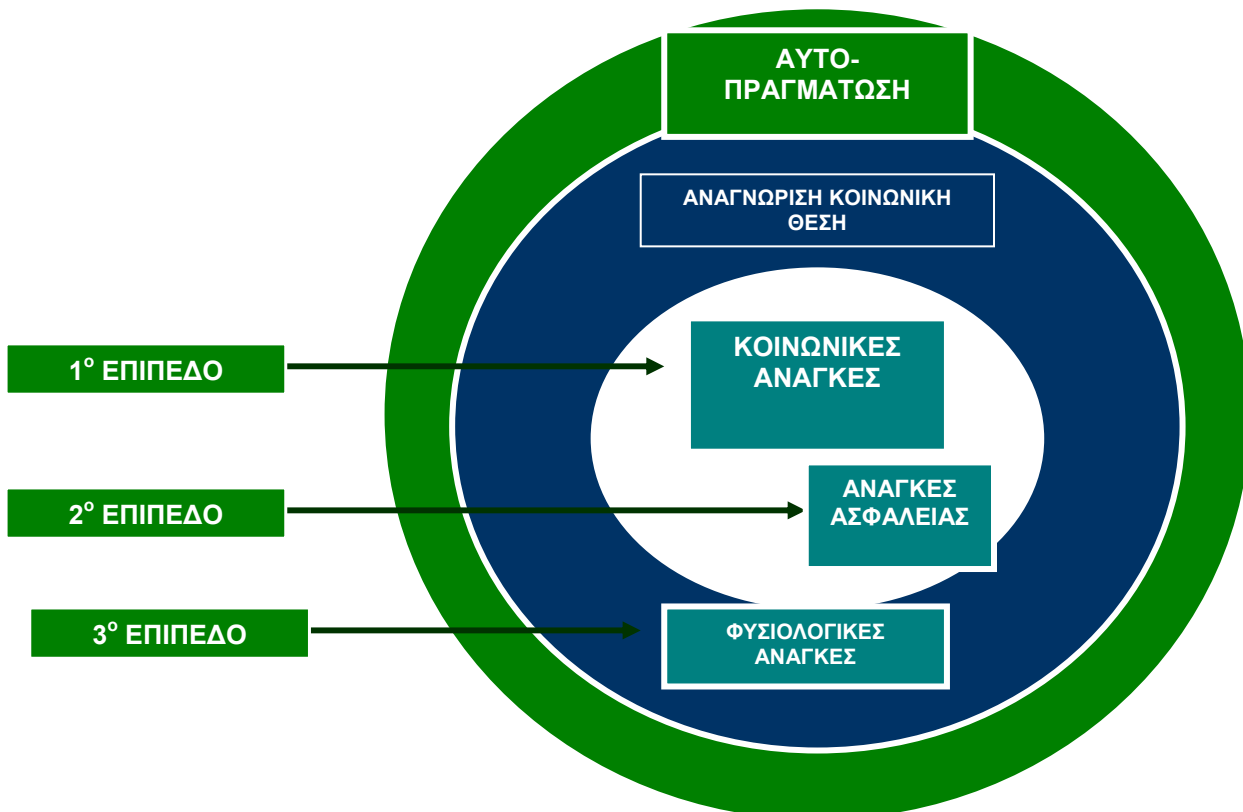 ΑΥΤΟ-
ΠΡΑΓΜΑΤΩΣΗ
ΑΝΑΓΝΩΡΙΣΗ ΚΟΙΝΩΝΙΚΗ
ΘΕΣΗ
1ο ΕΠΙΠΕΔΟ
ΚΟΙΝΩΝΙΚΕΣ
ΑΝΑΓΚΕΣ
2ο ΕΠΙΠΕΔΟ
ΑΝΑΓΚΕΣ
ΑΣΦΑΛΕΙΑΣ
3ο ΕΠΙΠΕΔΟ
ΦΥΣΙΟΛΟΓΙΚΕΣ
ΑΝΑΓΚΕΣ